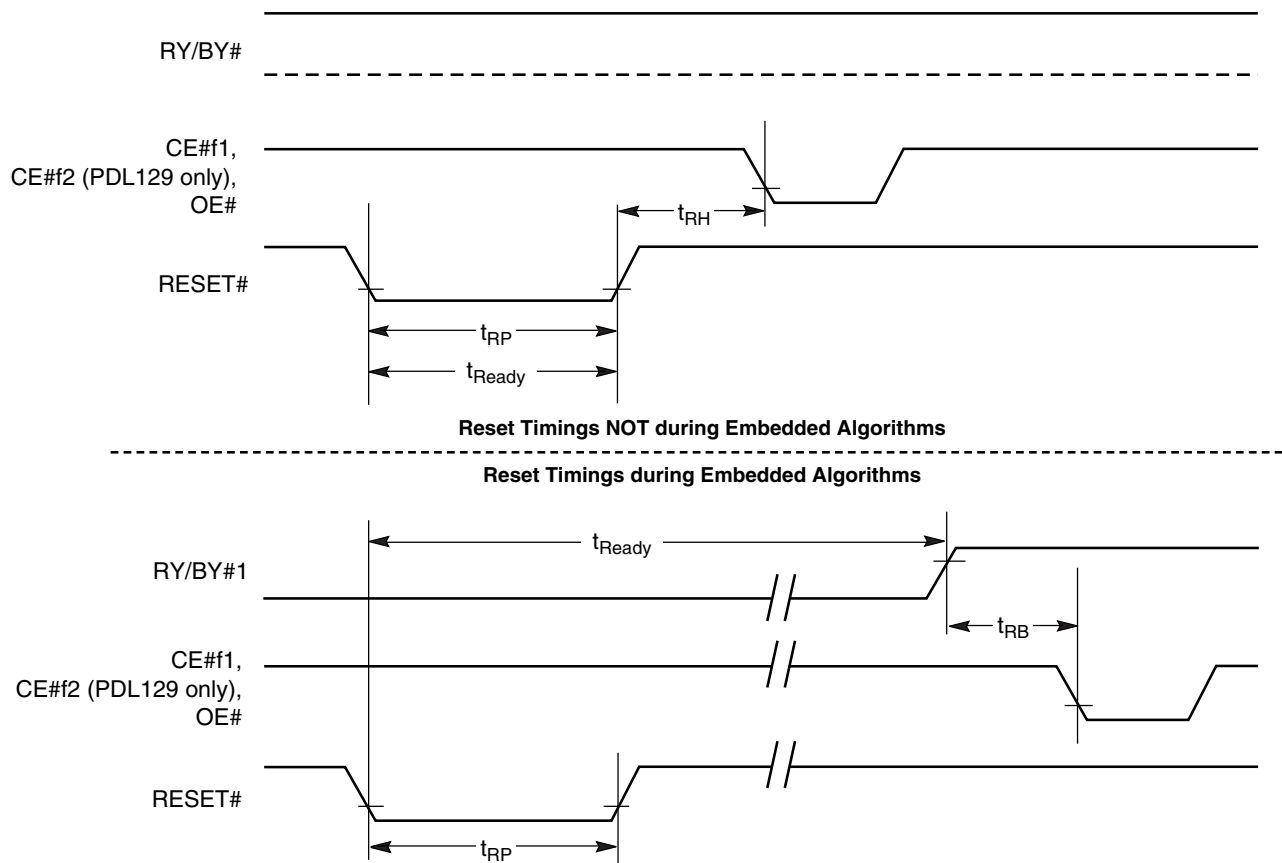 RY/BY#
CE#f1,
CE#f2 (PDL129 only),
OE#
tRH
RESET#
tRP
tReady
Reset Timings NOT during Embedded Algorithms
Reset Timings during Embedded Algorithms
tReady
RY/BY#1
tRB
CE#f1,
CE#f2 (PDL129 only),
OE#
RESET#
tRP